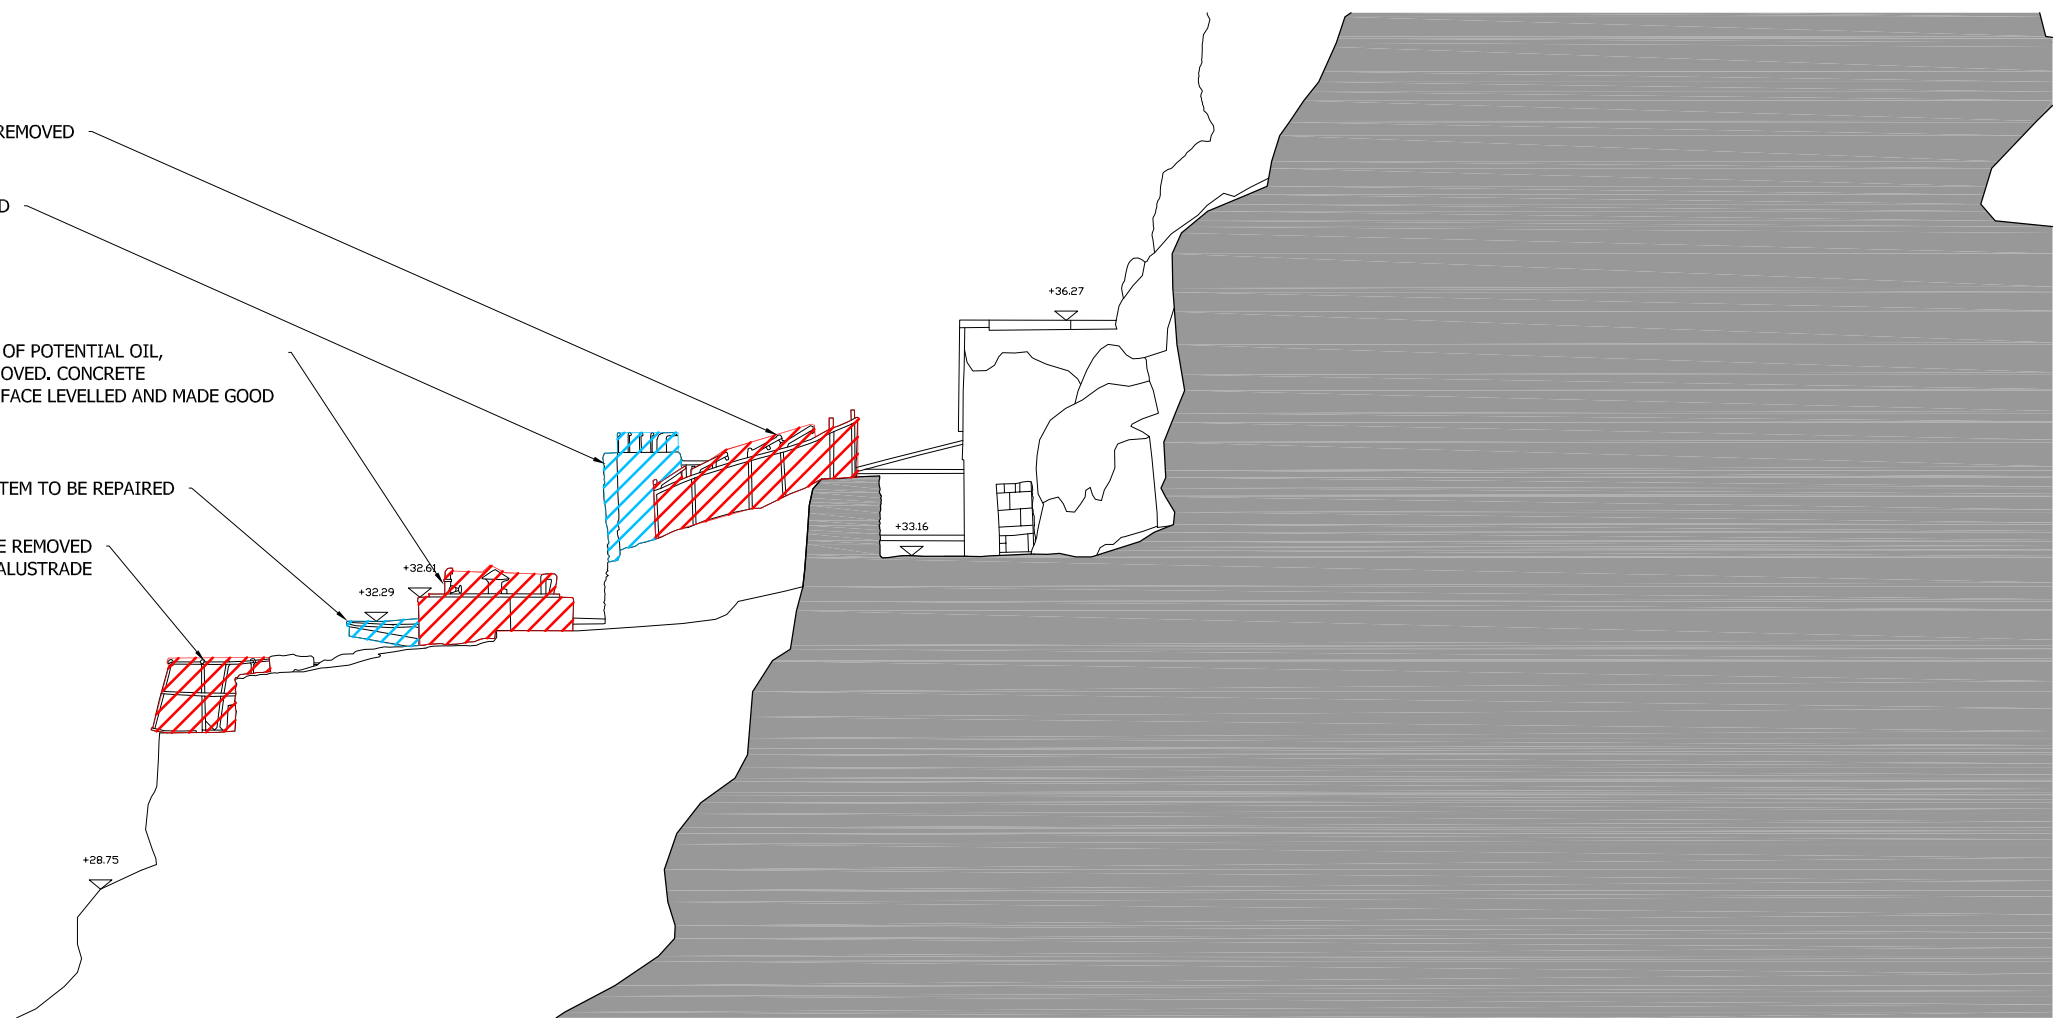 REMOVED
D
+36.27
OF POTENTIAL OIL,
OVED. CONCRETE
FACE LEVELLED AND MADE GOOD
TEM TO BE REPAIRED
+33.16
E REMOVED
ALUSTRADE
+32.61
+32.29
+28.75